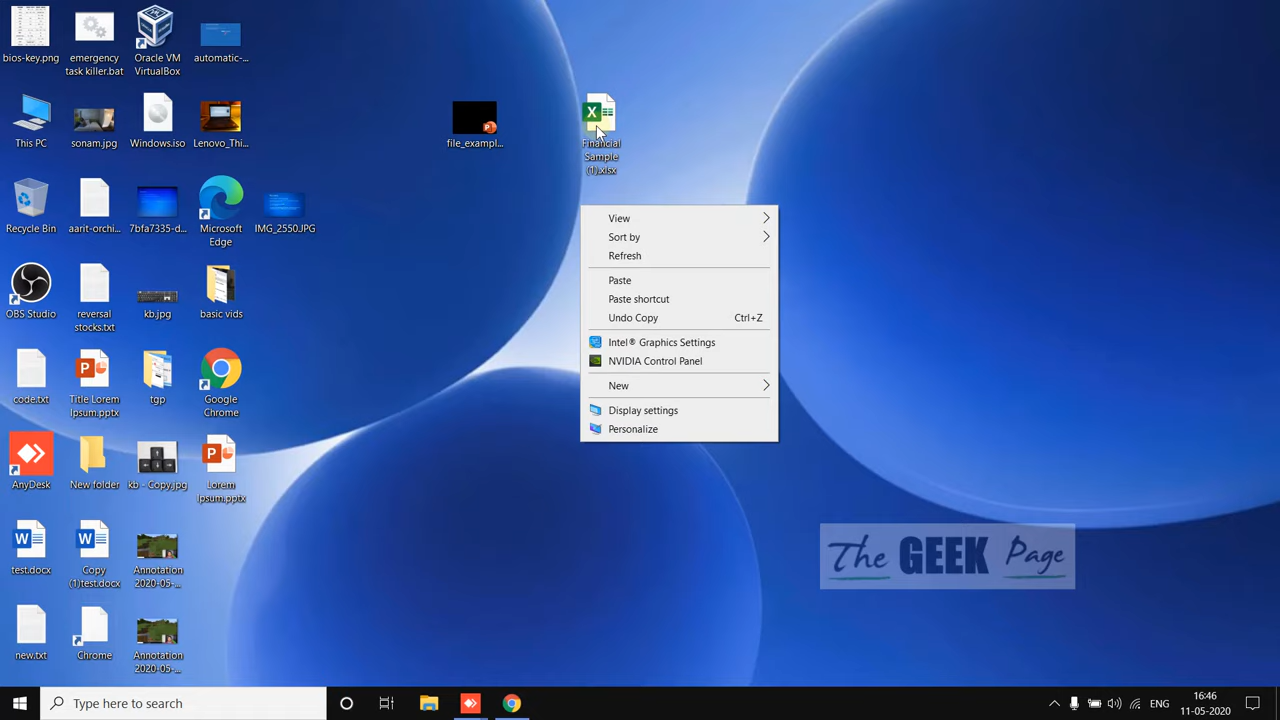 bios-key.png
emergency
task killer.bat
Oracle VM
VirtualBox
automatic-...
This PC
sonam.jpg
Windows.iso
Lenovo_Thi...
file_exampl...
Financial
Sample
(1).xlsx
Recycle Bin
aarit-orchi...
7bfa7335-d...
Microsoft
Edge
IMG_2550.JPG
OBS Studio
reversal
stocks.txt
kb.jpg
basic vids
code.txt
Title Lorem
Ipsum.pptx
tgp
Google
Chrome
AnyDesk
New folder
kb - Copy.jpg
Lorem
Ipsum.pptx
test.docx
Copy
(1)test.docx
Annotation
2020-05-...
new.txt
Chrome
Annotation
2020-05-...
View
Sort by
Refresh
Paste
Paste shortcut
Undo Copy Ctrl+Z
Intel® Graphics Settings
NVIDIA Control Panel
New
Display settings
Personalize
The GEEK Page
Type here to search
ENG
16:46
11-05-2020